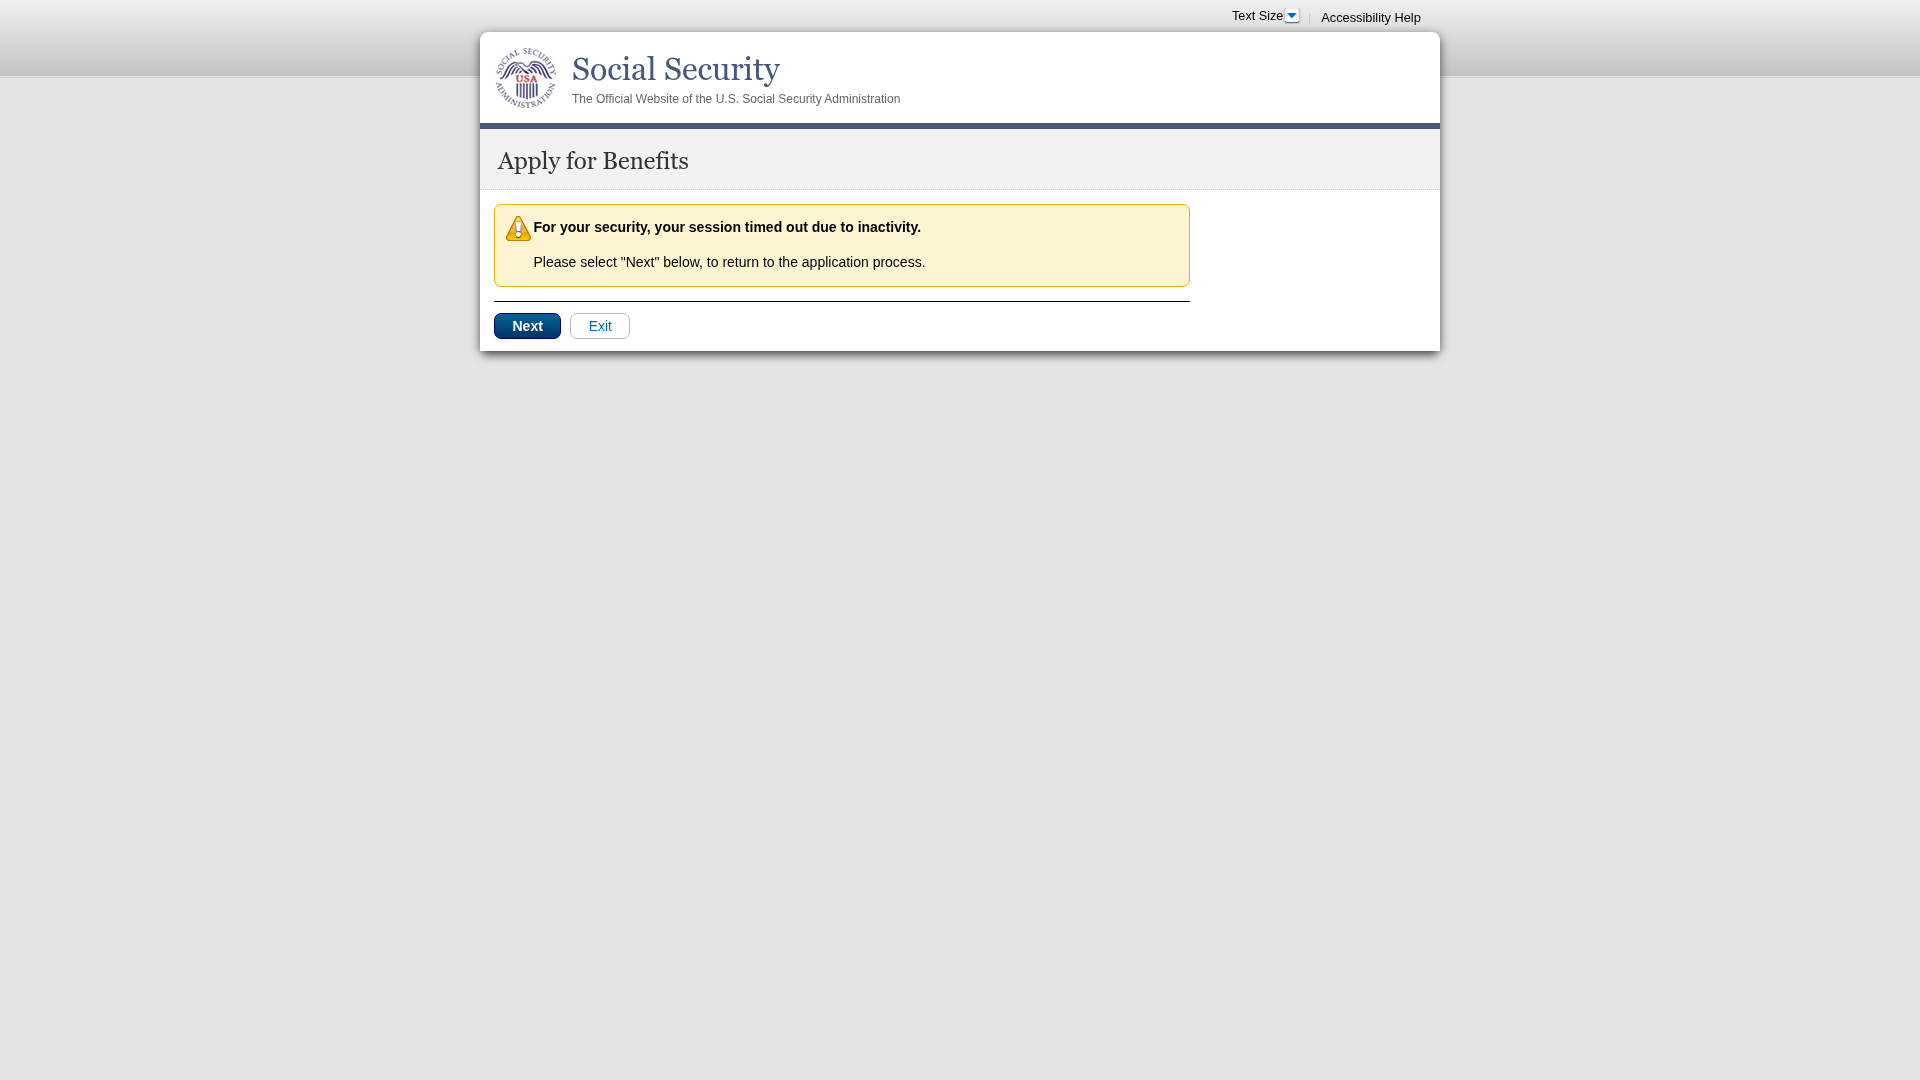 Text Size
Accessibility Help
SOCIAL SECURITY ADMINISTRATION
USA
Social Security
The Official Website of the U.S. Social Security Administration
Apply for Benefits
For your security, your session timed out due to inactivity.
Please select "Next" below, to return to the application process.
Next
Exit